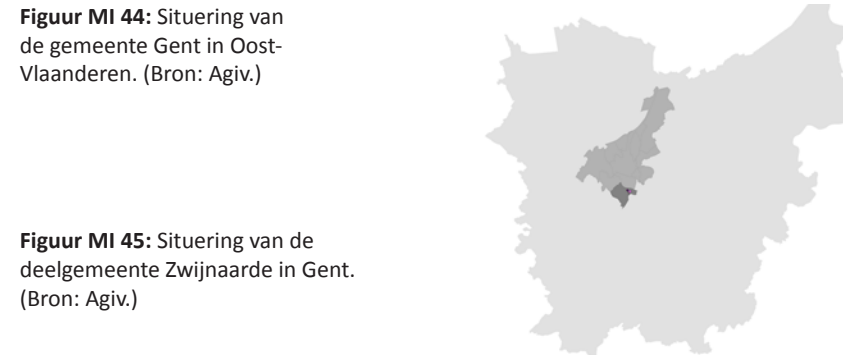 Figuur MI 44: Situering van
de gemeente Gent in Oost-
Vlaanderen. (Bron: Agiv.)
Figuur MI 45: Situering van de
deelgemeente Zwijnaarde in Gent.
(Bron: Agiv.)